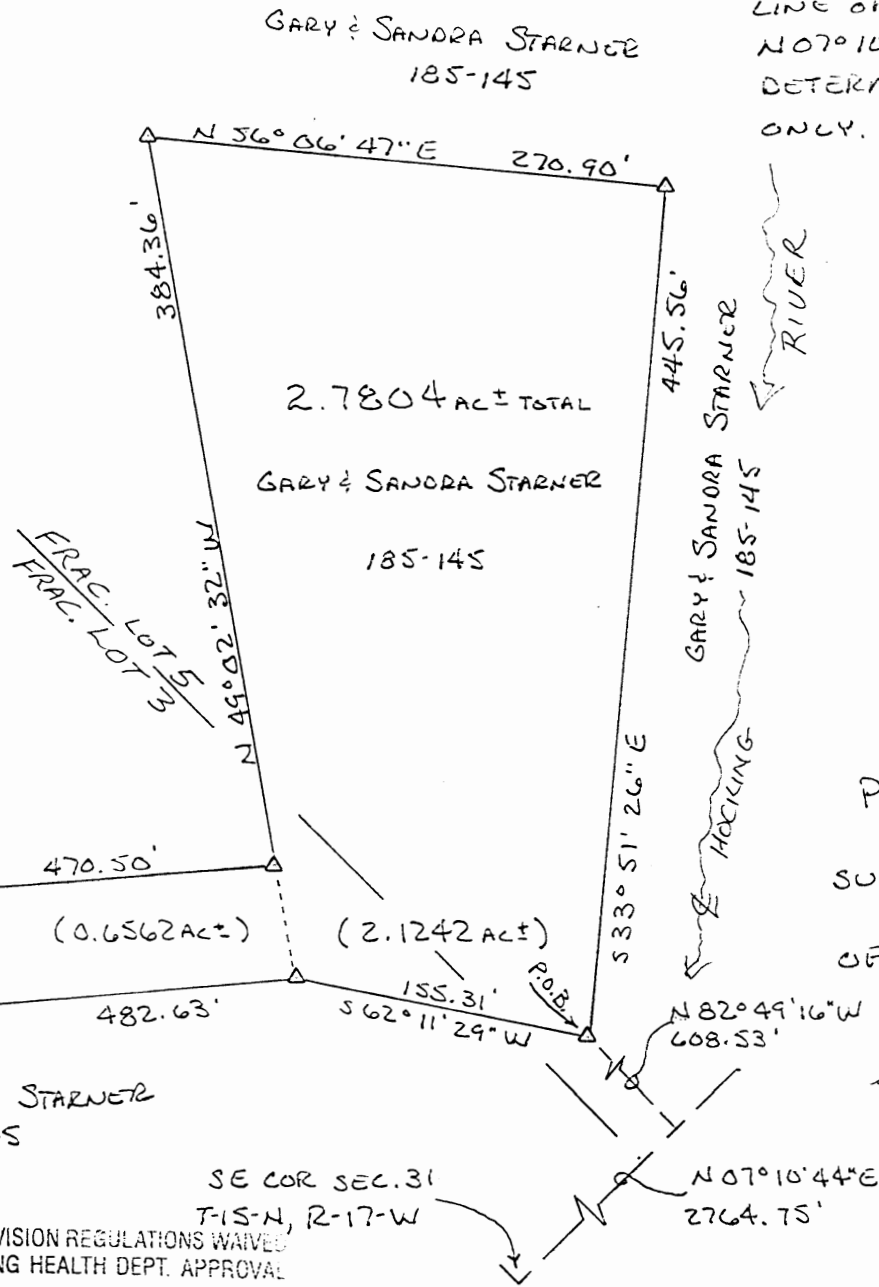 GARY & SANDRA STARNER
185-145
LINE OF
N07°10
DETERM
ONLY.
N 56° 06' 47" E
270.90'
384.36'
445.56'
RIVER
2.7804 AC± TOTAL
GARY & SANDRA STARNER
185-145
GARY & SANDRA STARNER
185-145
FRAC. LOT 5
FRAC. LOT 3
N 49° 02' 32" W
S 33° 51' 26" E
℄ HOCKING
470.50'
(0.6562 AC±)
(2.1242 AC±)
SU
OF
482.63'
155.31'
S 62° 11' 29" W
P.O.B.
N 82° 49' 16" W
608.53'
STARNER
5
SE COR SEC. 31
T-15-N, R-17-W
N 07° 10' 44" E
2764.75'
VISION REGULATIONS WAIVED
NG HEALTH DEPT. APPROVAL